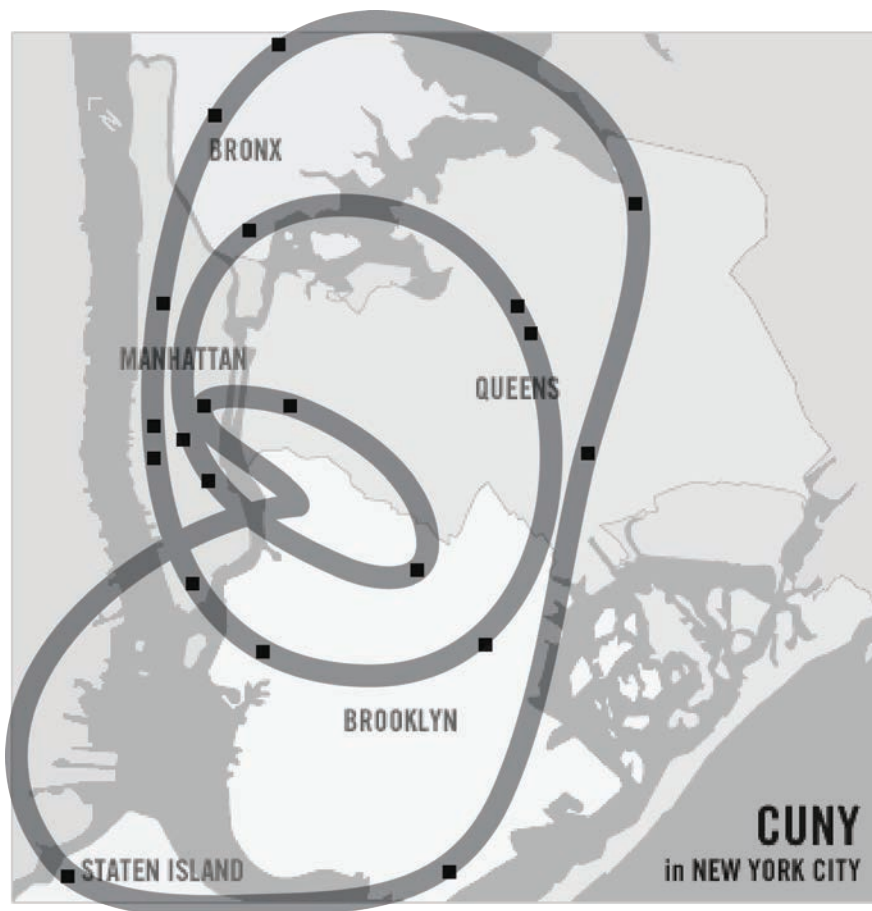 BRONX
MANHATTAN
QUEENS
BROOKLYN
STATEN ISLAND
CUNY
in NEW YORK CITY